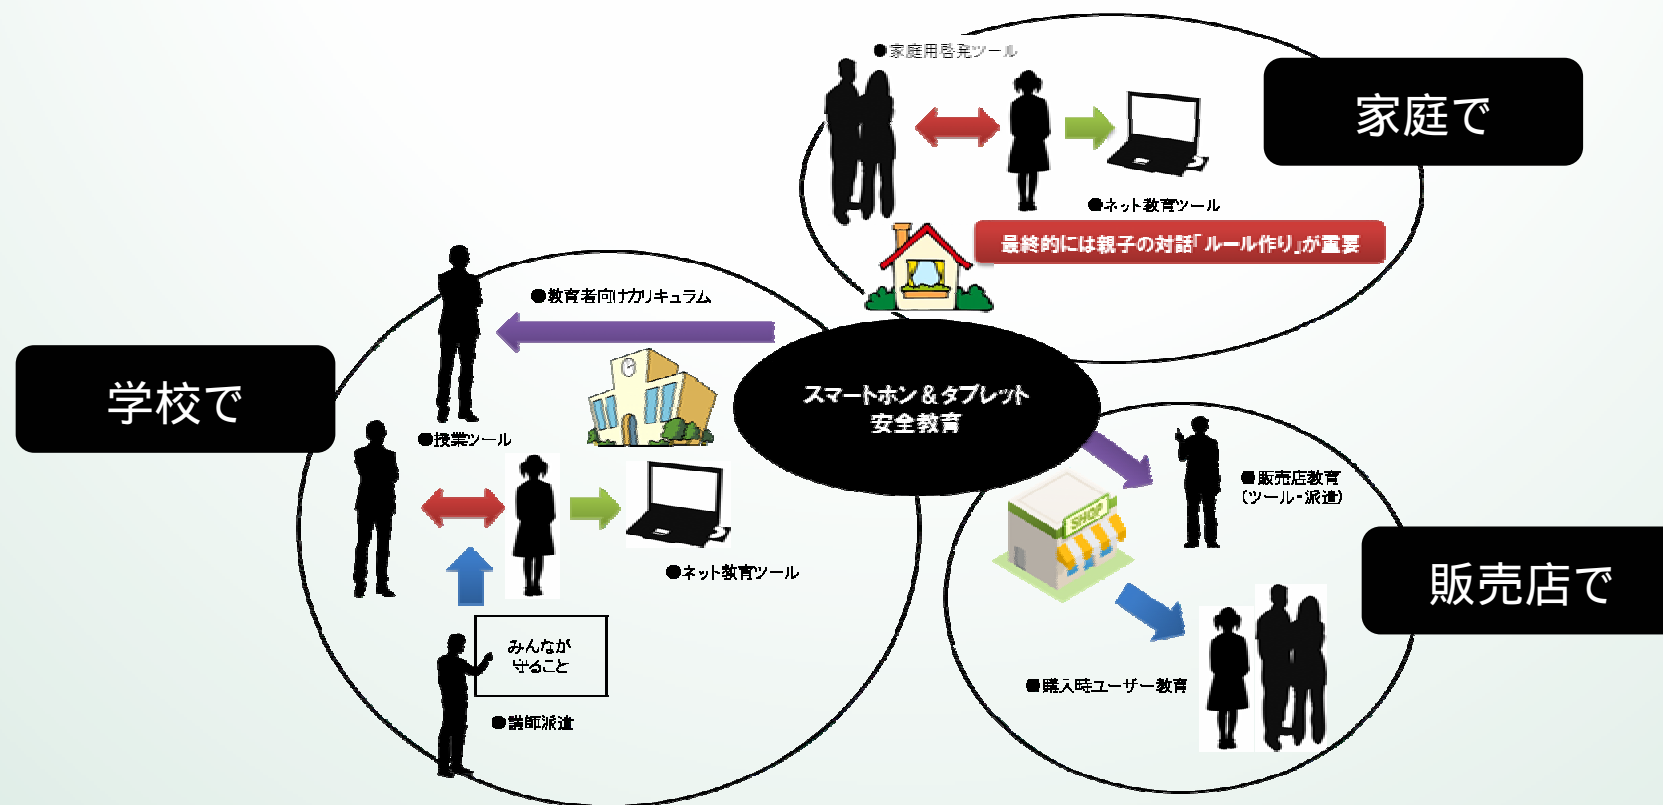 ●家庭用啓発ツール
家庭で
●ネット教育ツール
最終的には親子の対話「ルール作り」が重要
●教育者向けカリキュラム
学校で
スマートホン＆タブレット
安全教育
●授業ツール
SHOP
●販売店教育
（ツール・派遣）
●ネット教育ツール
販売店で
みんなが
守ること
●購入時ユーザー教育
●講師派遣